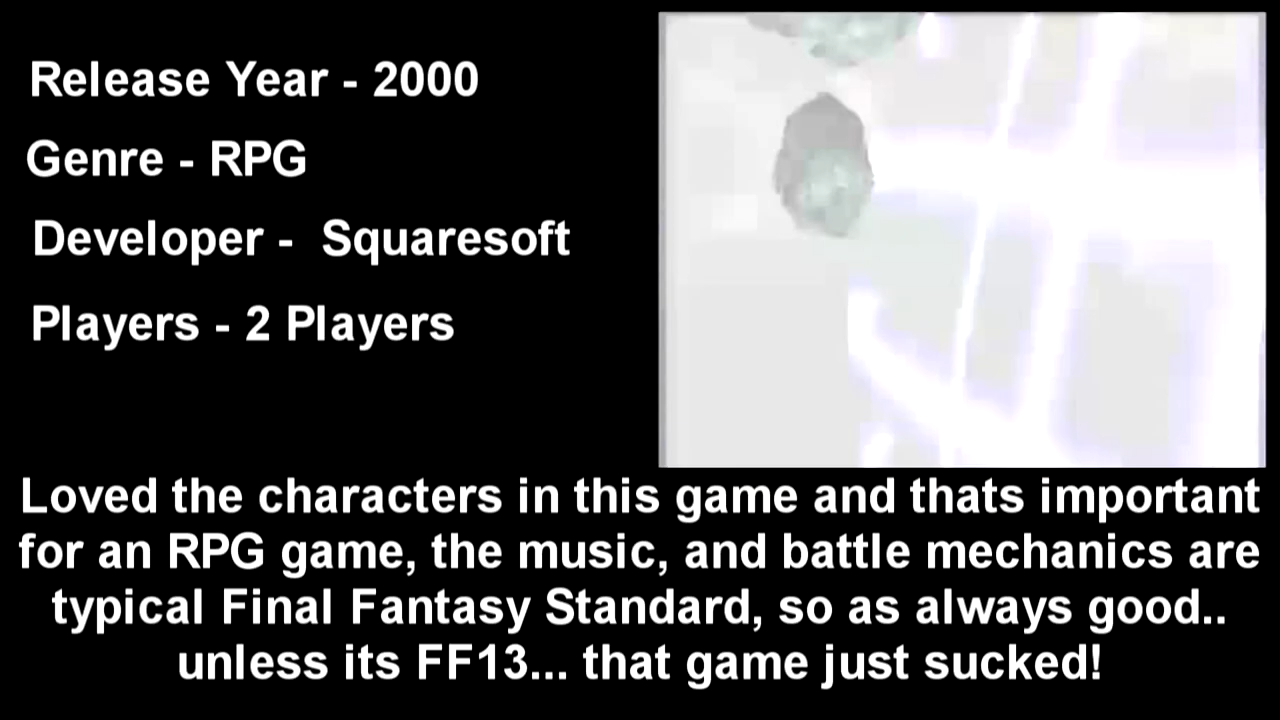 Release Year - 2000
Genre - RPG
Developer -  Squaresoft
Players - 2 Players
Loved the characters in this game and thats important
for an RPG game, the music, and battle mechanics are
typical Final Fantasy Standard, so as always good..
unless its FF13... that game just sucked!